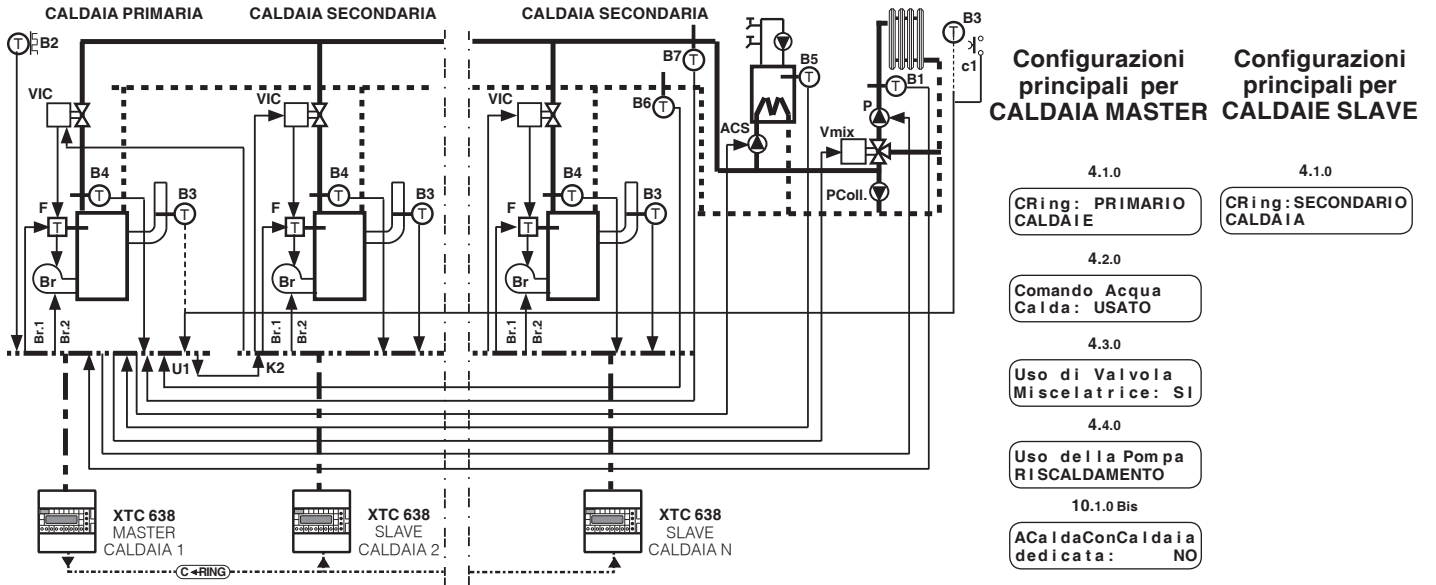 CALDAIA PRIMARIA
CALDAIA SECONDARIA
CALDAIA SECONDARIA
T B2
VIC
B4
T
B3
T
F
T
Br
Br.1
Br.2
VIC
B4
T
B3
T
F
T
Br
Br.1
Br.2
VIC
B4
T
B3
T
F
T
Br
Br.1
Br.2
B7 T
B6 T
B5
T
ACS
Vmix
P
B1
T
PColl.
B3
T
c1
U1
K2
XTC 638
MASTER
CALDAIA 1
XTC 638
SLAVE
CALDAIA 2
XTC 638
SLAVE
CALDAIA N
C◄RING
Configurazioni
principali per
CALDAIA MASTER
4.1.0
CRing: PRIMARIO
CALDAIE
4.2.0
Comando Acqua
Calda: USATO
4.3.0
Uso di Valvola
Miscelatrice: SI
4.4.0
Uso della Pompa
RISCALDAMENTO
10.1.0 Bis
ACaldaConCaldaia
dedicata: NO
Configurazioni
principali per
CALDAIE SLAVE
4.1.0
CRing:SECONDARIO
CALDAIA